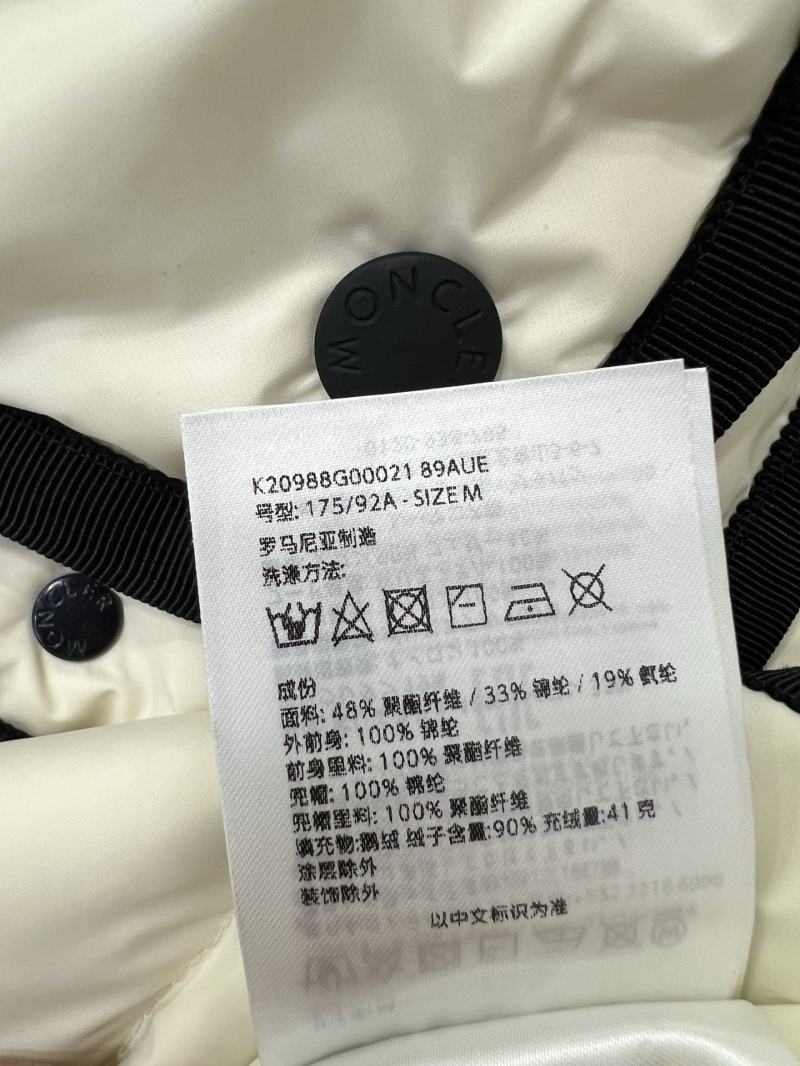 MONCLE
K20988G00021 89AUE
号型: 175/92A - SIZE M
罗马尼亚制造
洗涤方法:
MONCLER
成份
面料: 48% 聚酯纤维 / 33% 锦纶 / 19% 氨纶
外前身: 100% 锦纶
前身里料: 100% 聚酯纤维
兜帽: 100% 锦纶
兜帽里料: 100% 聚酯纤维
填充物:鹅绒 绒子含量:90% 充绒量:41 克
涂层除外
装饰除外
以中文标识为准